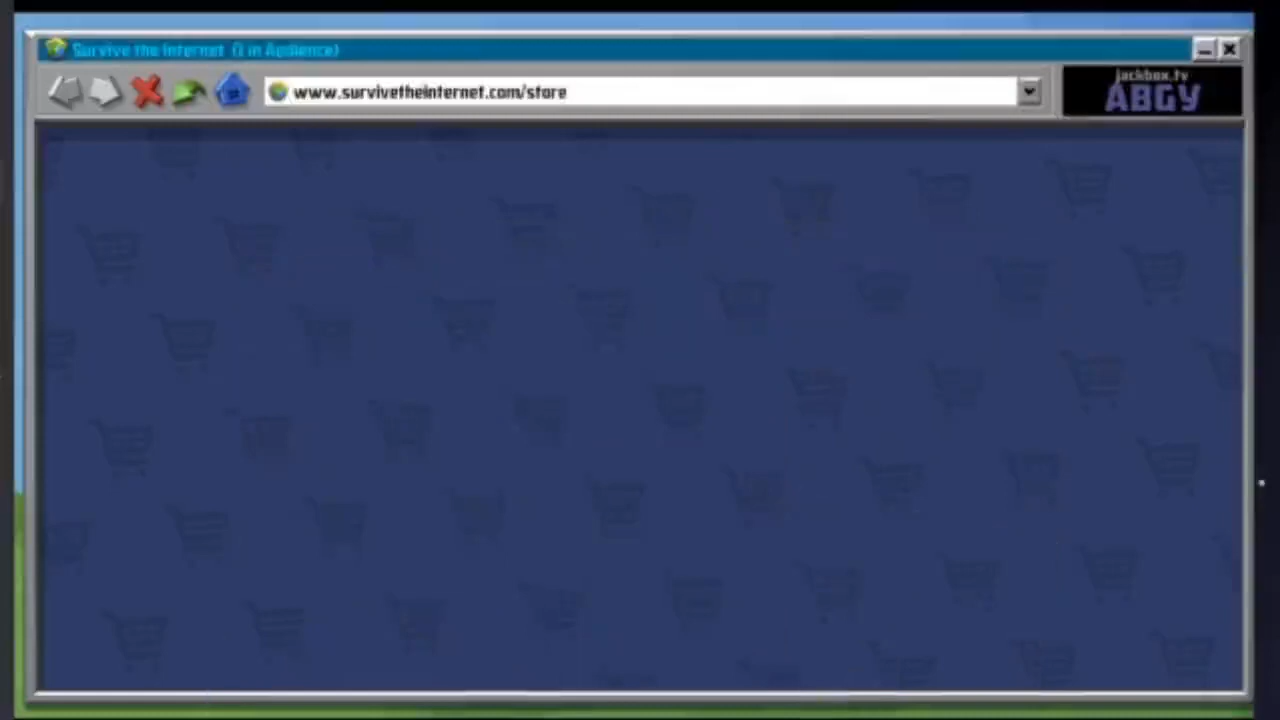 Survive the Internet (1 in Audience)
www.survivetheinternet.com/store
jackbox.tv
ABGY